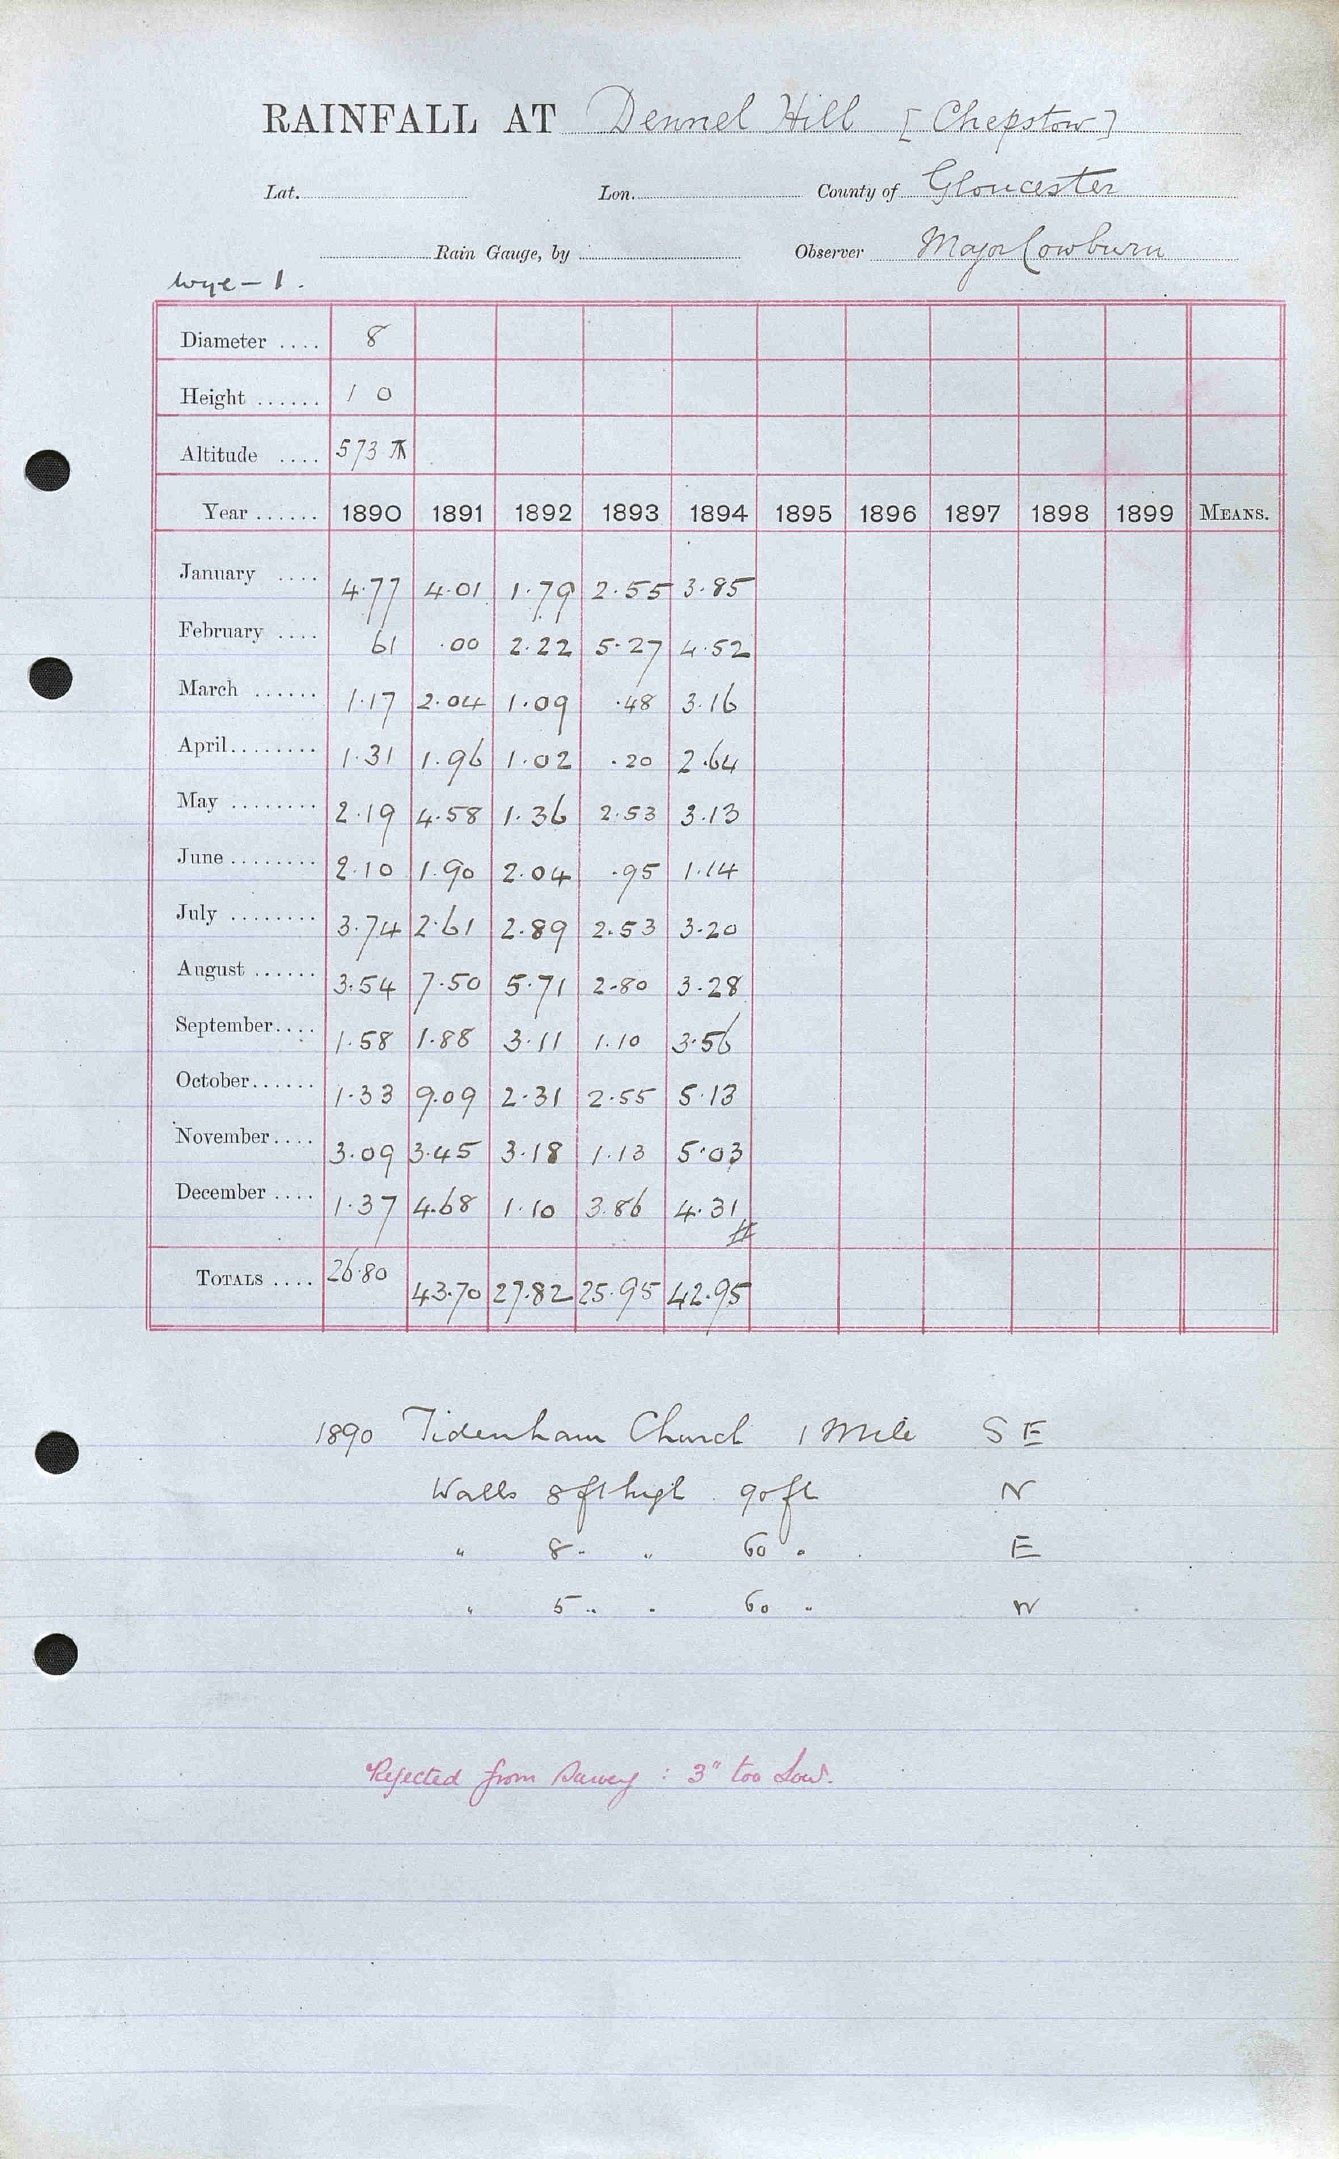 RAINFALL AT Dennel Hill [Chepstow]
Lat. Lon. County of Gloucester
Rain Gauge, by Observer Major Cowburn
Wye - 1.
Diameter .... 8
Height ...... 1 0
Altitude .... 573
Year ...... 1890 1891 1892 1893 1894 1895 1896 1897 1898 1899 MEANS.
January .... 4.77 4.01 1.79 2.55 3.85
February .... 61 .00 2.22 5.27 4.52
March ...... 1.17 2.04 1.09 .48 3.16
April........ 1.31 1.96 1.02 .20 2.64
May ........ 2.19 4.58 1.36 2.53 3.13
June ........ 2.10 1.90 2.04 .95 1.14
July ........ 3.74 2.61 2.89 2.53 3.20
August ...... 3.54 7.50 5.71 2.80 3.28
September.... 1.58 1.88 3.11 1.10 3.56
October...... 1.33 9.09 2.31 2.55 5.13
November.... 3.09 3.45 3.18 1.13 5.03
December .... 1.37 4.68 1.10 3.86 4.31
#
TOTALS .... 26.80 43.70 27.82 25.95 42.95
1890 Tidenham Church 1 Mile S E
Walls 8 ft high 90 ft N
" 8 " " 60 " E
" 5 " " 60 " W
Rejected from Survey : 3" too low.